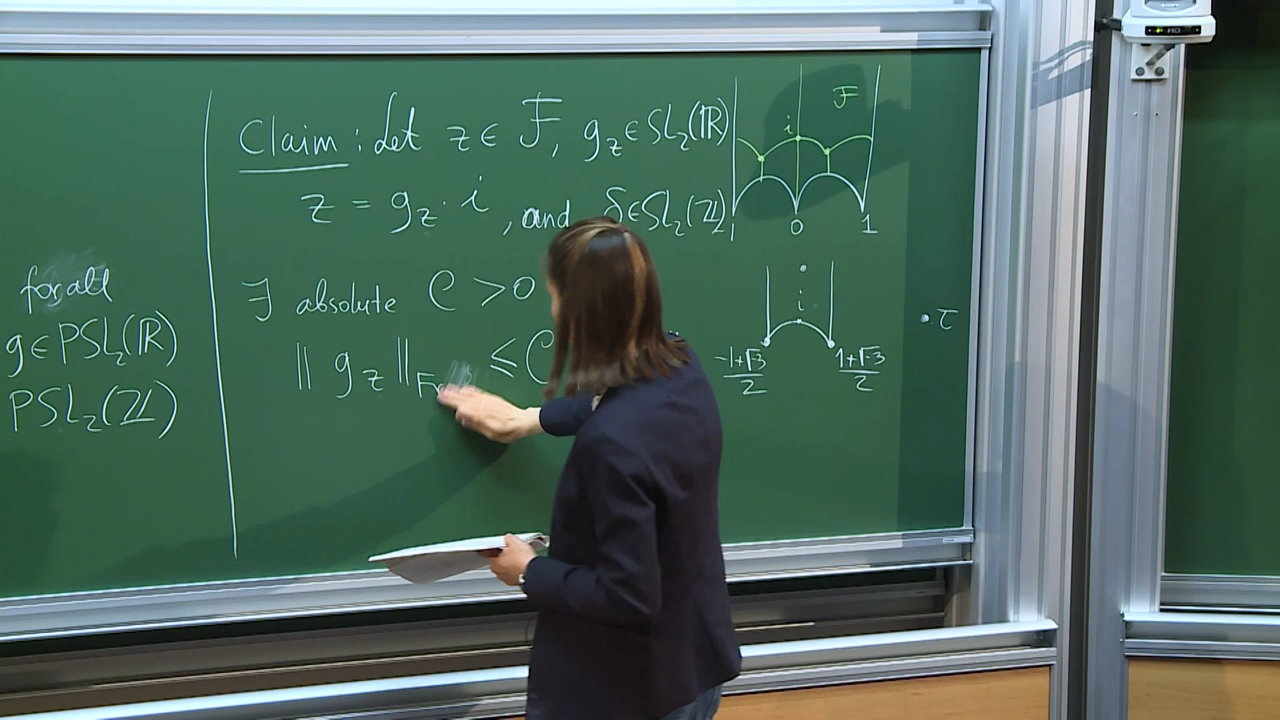 for all
g ∈ PSL₂(ℝ)
PSL₂(ℤ)
Claim : Let z ∈ F, g_z ∈ SL₂(ℝ)
z = g_z · i , and γ ∈ SL₂(ℤ),
∃ absolute C > 0
‖ g_z ‖_Fr ≤ C
i
F
0
1
i
-1+√-3
2
1+√-3
2
τ